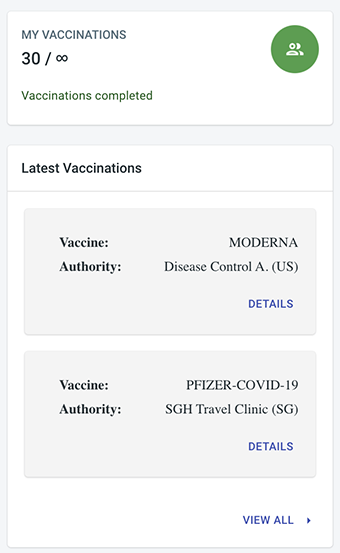 MY VACCINATIONS
30 / ∞
Vaccinations completed
Latest Vaccinations
Vaccine: MODERNA
Authority: Disease Control A. (US)
DETAILS
Vaccine: PFIZER-COVID-19
Authority: SGH Travel Clinic (SG)
DETAILS
VIEW ALL